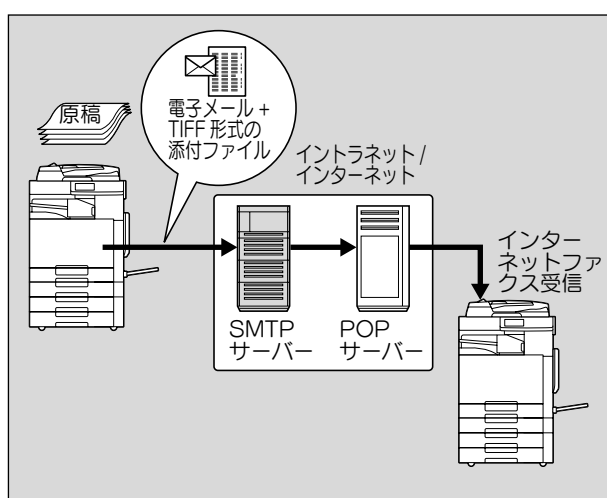 原稿
電子メール +
TIFF 形式の
添付ファイル
イントラネット /
インターネット
SMTP
サーバー
POP
サーバー
インター
ネットファ
クス受信